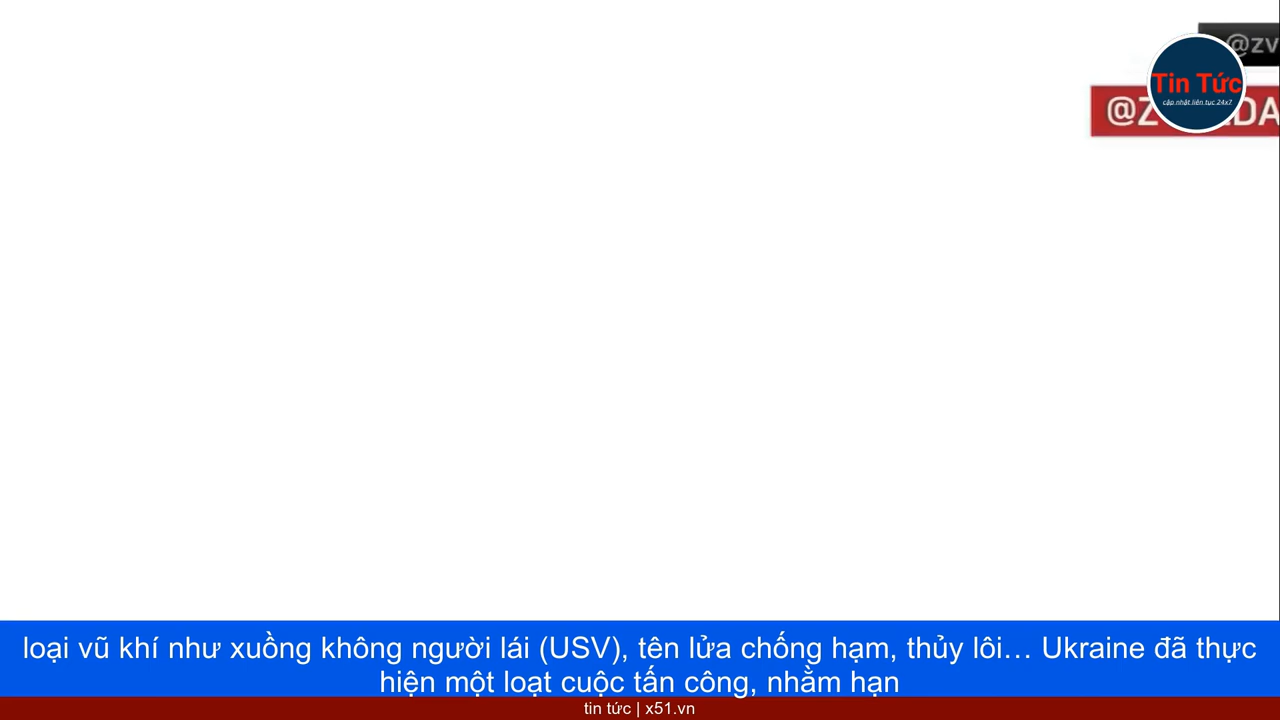 @zv
Tin Tức
cập nhật liên tục 24x7
loại vũ khí như xuồng không người lái (USV), tên lửa chống hạm, thủy lôi… Ukraine đã thực
hiện một loạt cuộc tấn công, nhằm hạn
tin tức | x51.vn